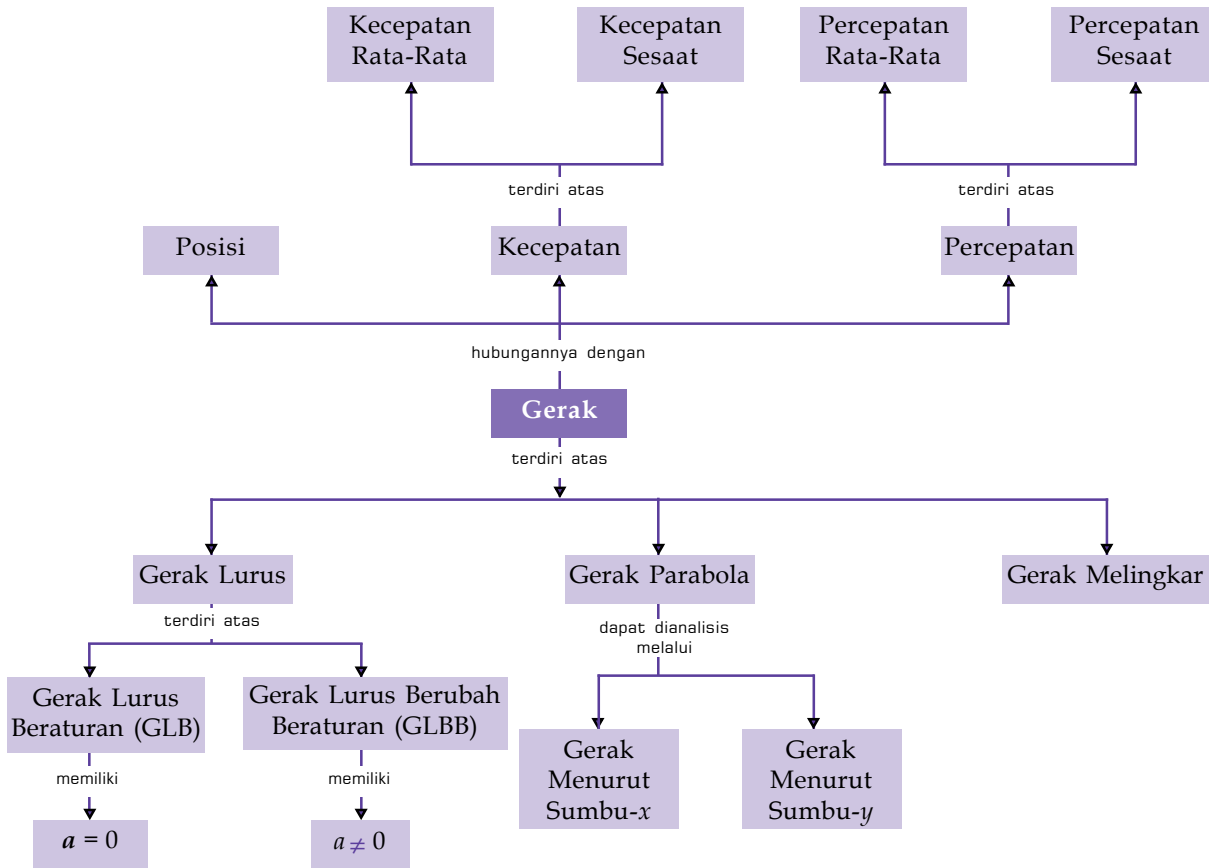 Kecepatan
Rata-Rata
Kecepatan
Sesaat
Percepatan
Rata-Rata
Percepatan
Sesaat
terdiri atas
terdiri atas
Posisi
Kecepatan
Percepatan
hubungannya dengan
Gerak
terdiri atas
Gerak Lurus
Gerak Parabola
Gerak Melingkar
terdiri atas
dapat dianalisis
melalui
Gerak Lurus
Beraturan (GLB)
Gerak Lurus Berubah
Beraturan (GLBB)
Gerak
Menurut
Sumbu-x
Gerak
Menurut
Sumbu-y
memiliki
memiliki
a = 0
a ≠ 0